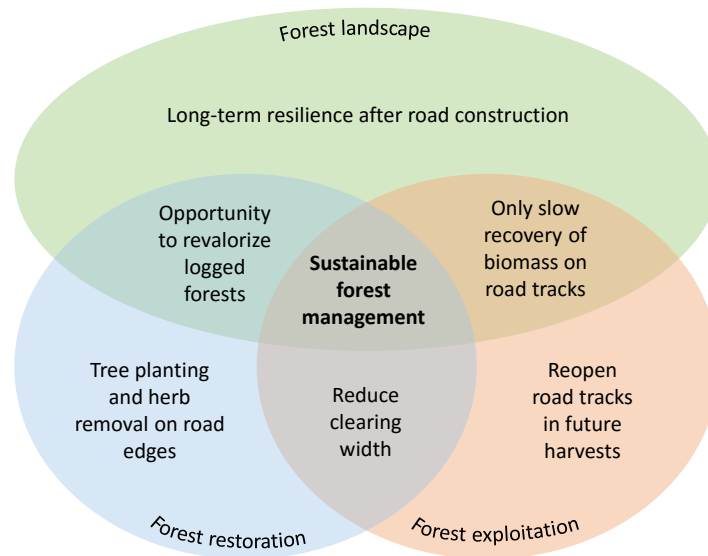 Forest landscape
Long-term resilience after road construction
Opportunity
to revalorize
logged
forests
Only slow
recovery of
biomass on
road tracks
Sustainable
forest
management
Tree planting
and herb
removal on road
edges
Reduce
clearing
width
Reopen
road tracks
in future
harvests
Forest restoration
Forest exploitation